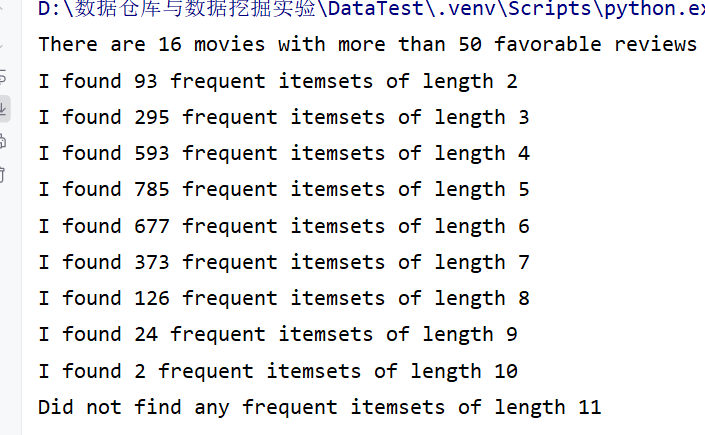 D:\数据仓库与数据挖掘实验\DataTest\.venv\Scripts\python.ex
There are 16 movies with more than 50 favorable reviews
I found 93 frequent itemsets of length 2
I found 295 frequent itemsets of length 3
I found 593 frequent itemsets of length 4
I found 785 frequent itemsets of length 5
I found 677 frequent itemsets of length 6
I found 373 frequent itemsets of length 7
I found 126 frequent itemsets of length 8
I found 24 frequent itemsets of length 9
I found 2 frequent itemsets of length 10
Did not find any frequent itemsets of length 11